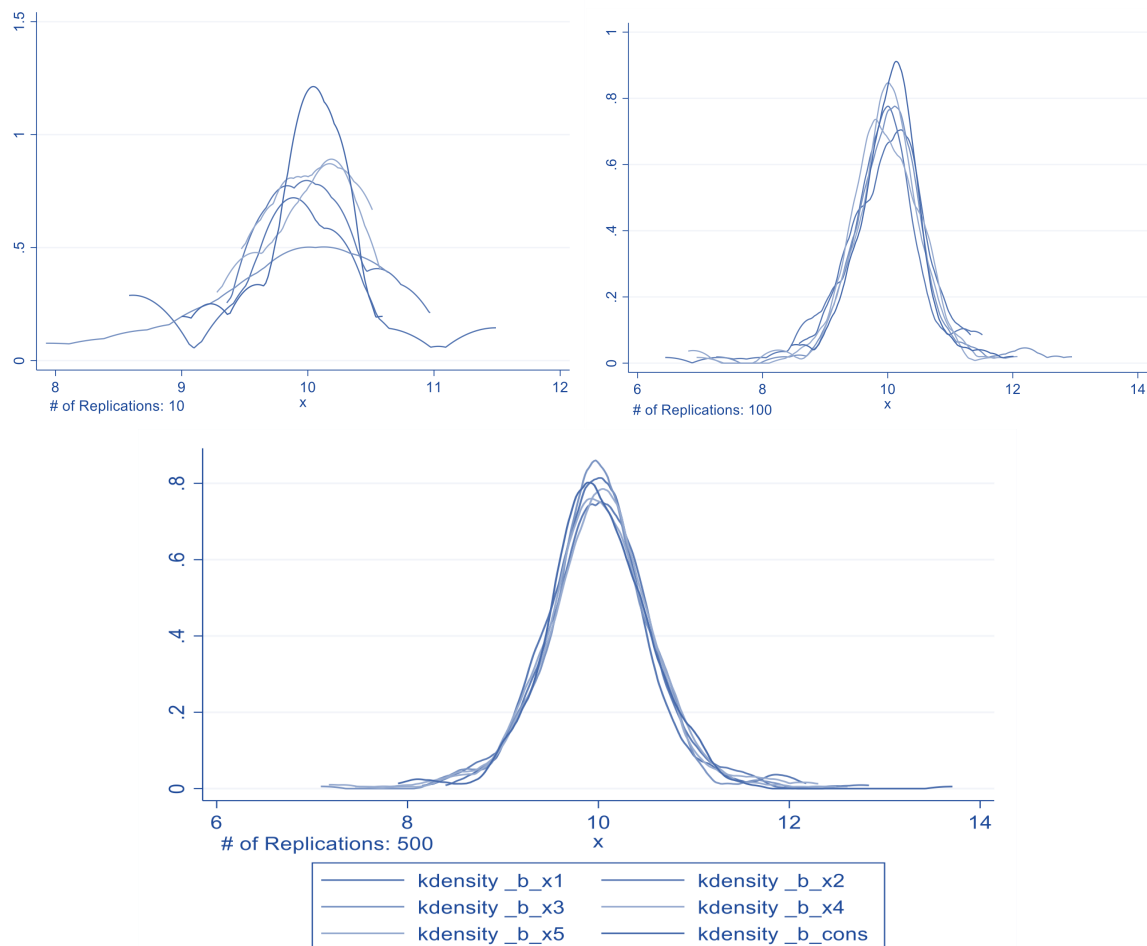 1.5
1
.5
0
8 9 10 11 12
x
# of Replications: 10
1
.8
.6
.4
.2
0
6 8 10 12 14
x
# of Replications: 100
.8
.6
.4
.2
0
6 8 10 12 14
x
# of Replications: 500
kdensity _b_x1 kdensity _b_x2
kdensity _b_x3 kdensity _b_x4
kdensity _b_x5 kdensity _b_cons